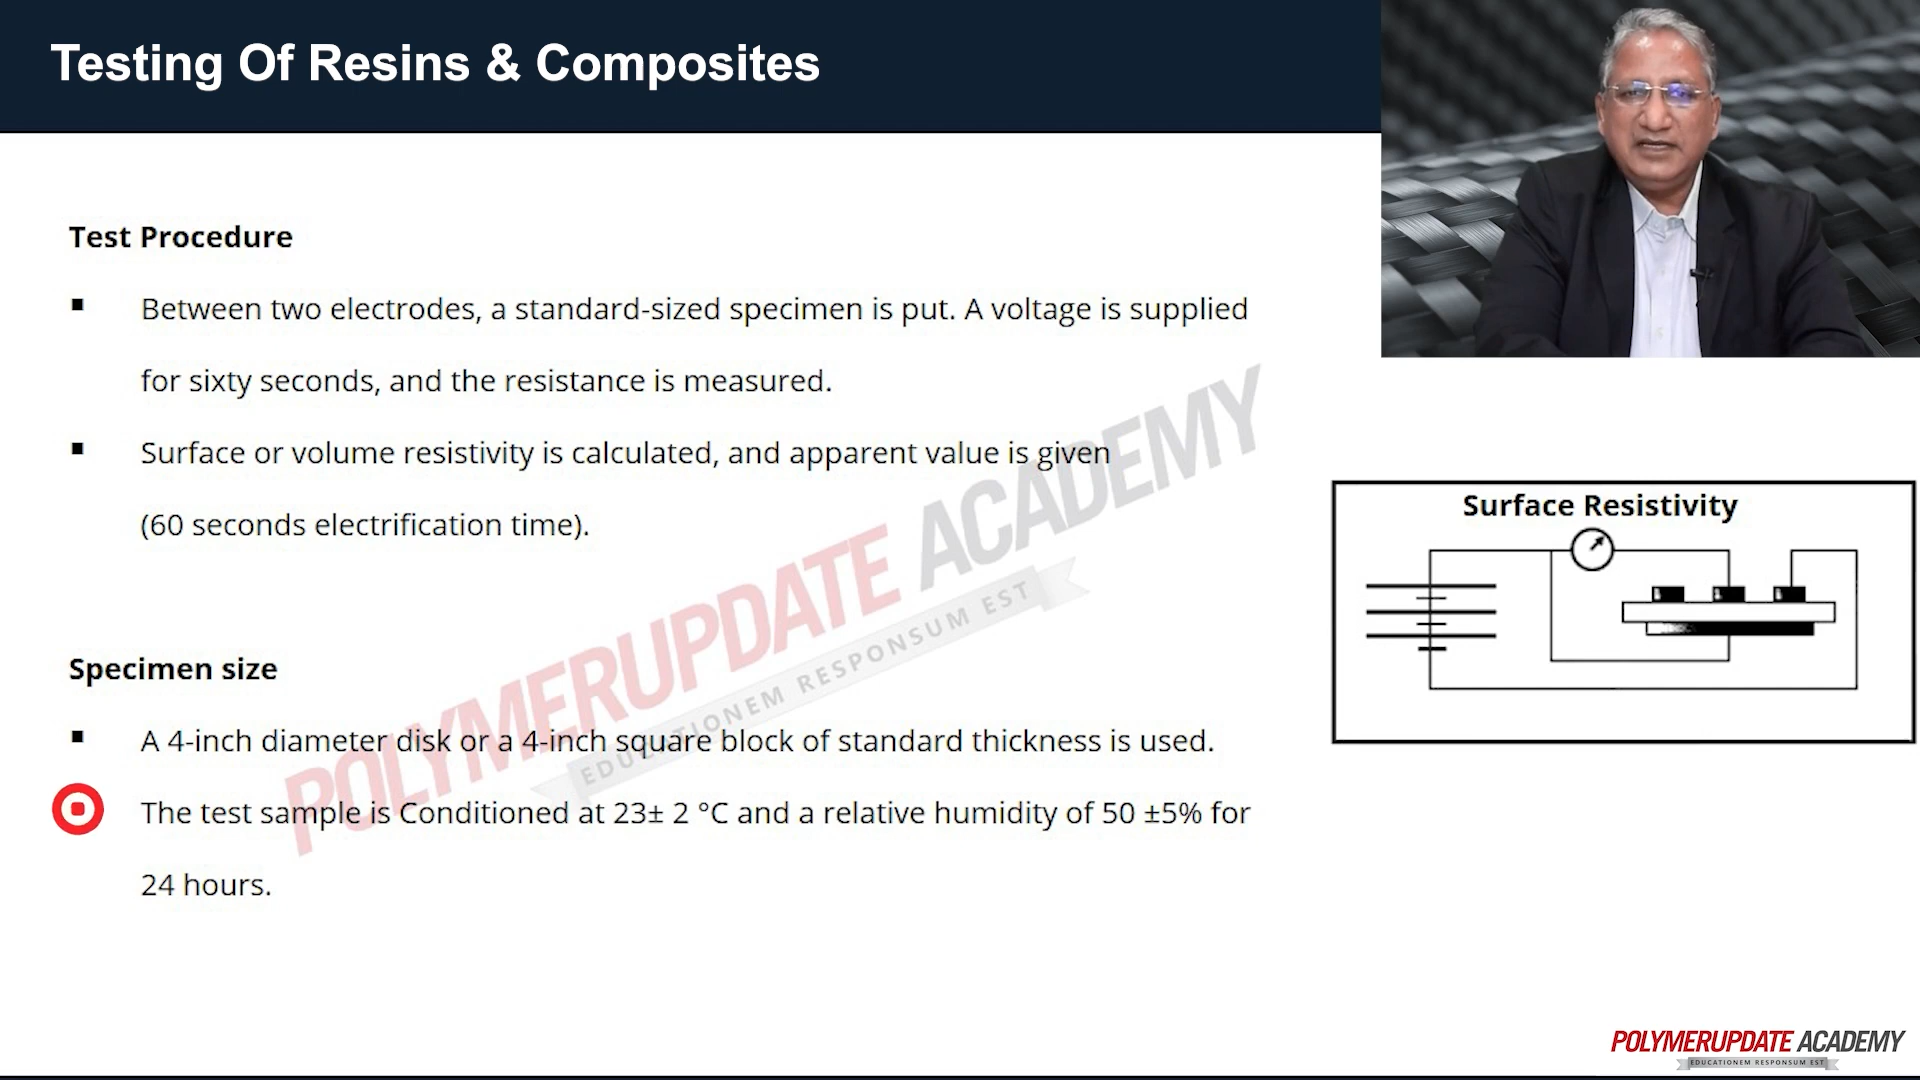 Testing Of Resins & Composites
Test Procedure
Between two electrodes, a standard-sized specimen is put. A voltage is supplied
for sixty seconds, and the resistance is measured.
Surface or volume resistivity is calculated, and apparent value is given
(60 seconds electrification time).
Specimen size
A 4-inch diameter disk or a 4-inch square block of standard thickness is used.
The test sample is Conditioned at 23± 2 °C and a relative humidity of 50 ±5% for
24 hours.
Surface Resistivity
POLYMERUPDATE ACADEMY
EDUCATIONEM RESPONSUM EST
POLYMERUPDATE ACADEMY
EDUCATIONEM RESPONSUM EST